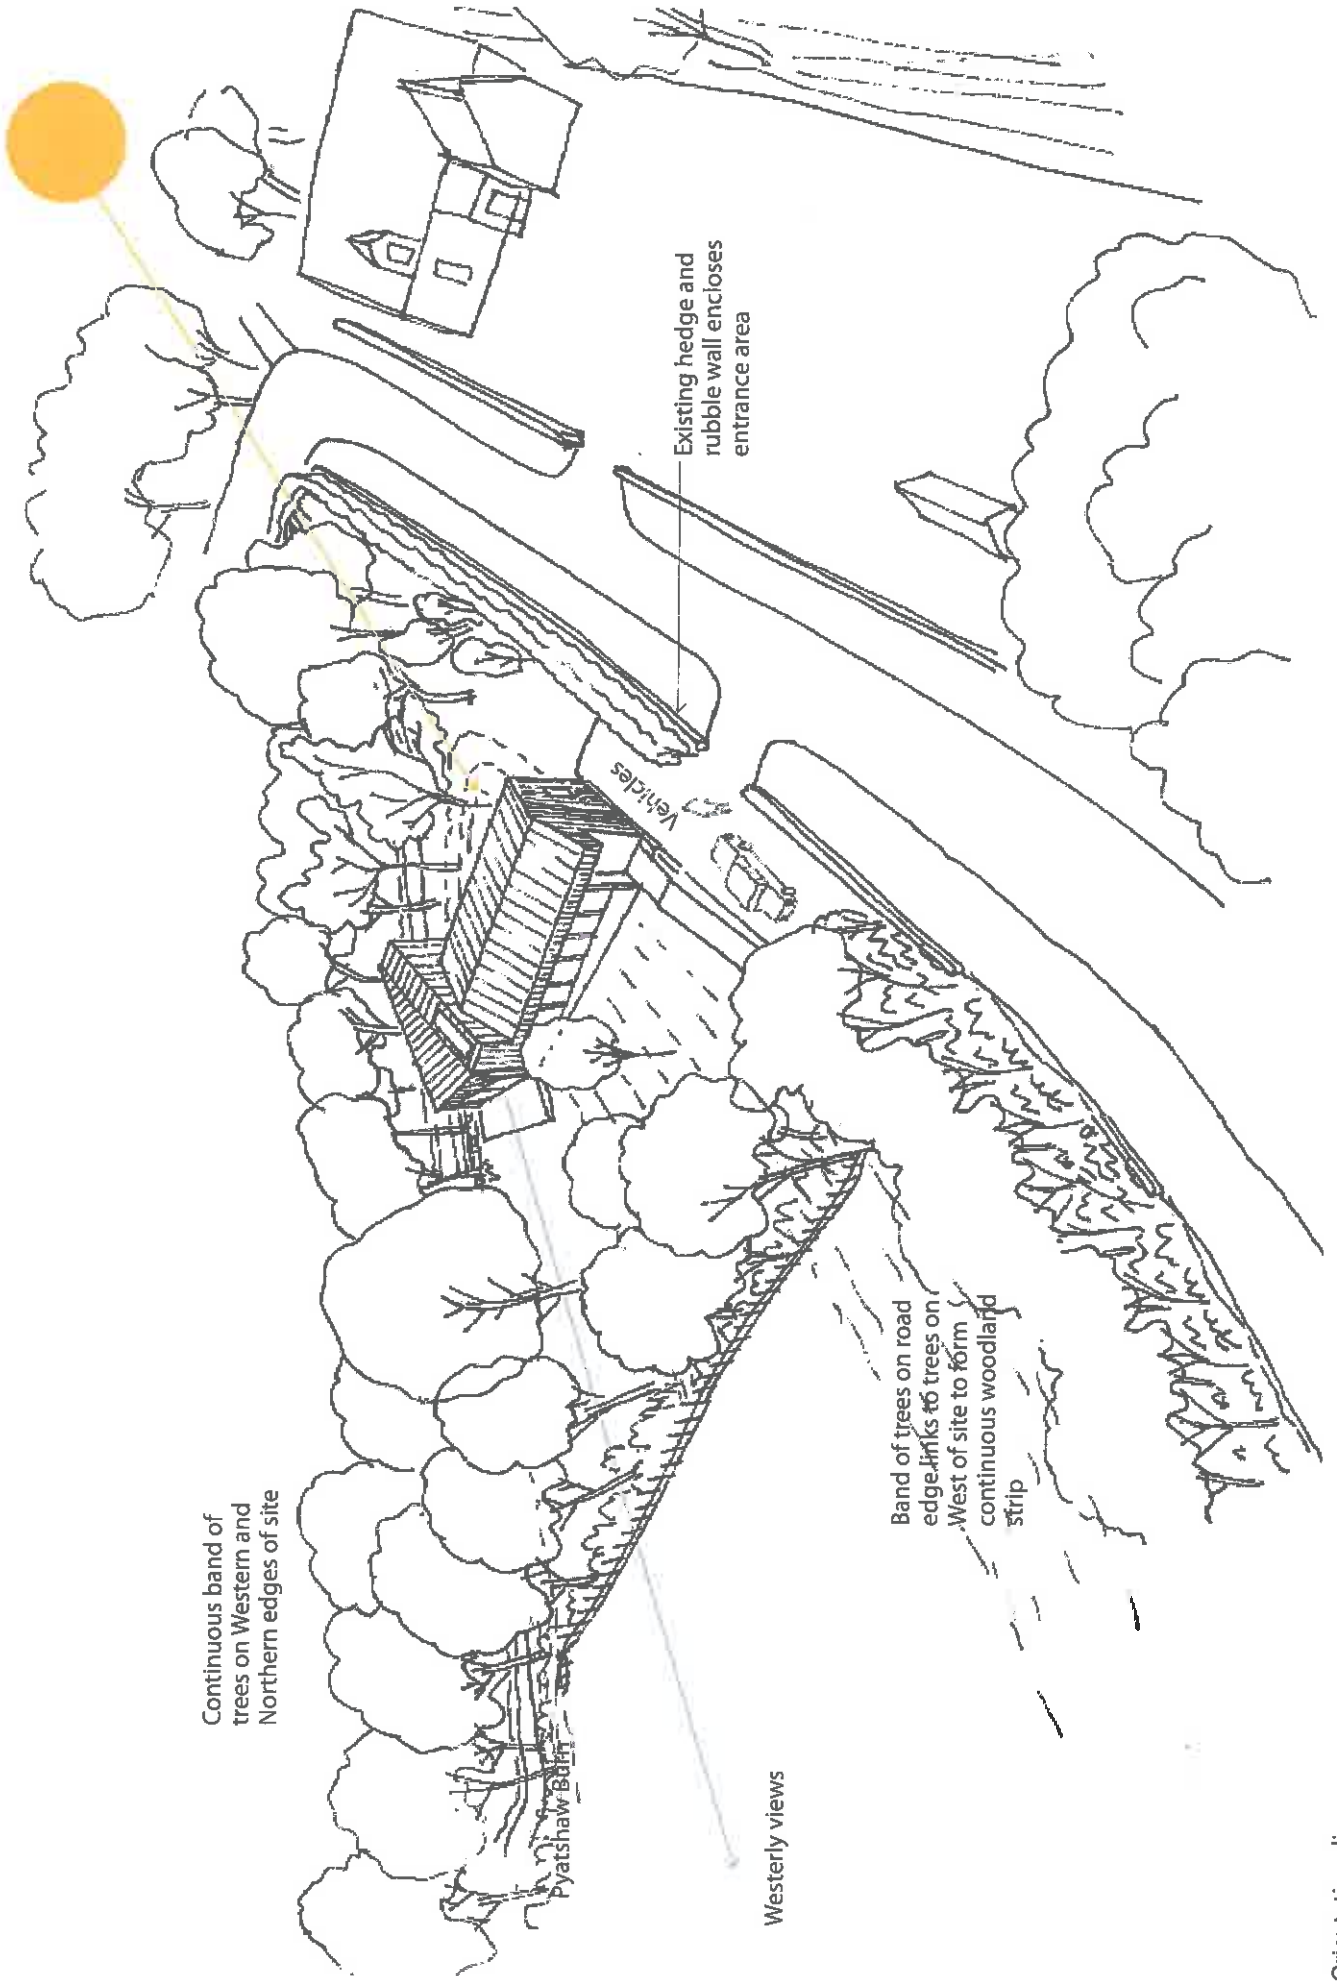 Continuous band of
trees on Western and
Northern edges of site
Pyatshaw Burn
Westerly views
Band of trees on road
edge links to trees on
West of site to form
continuous woodland
strip
Vehicles
Existing hedge and
rubble wall encloses
entrance area